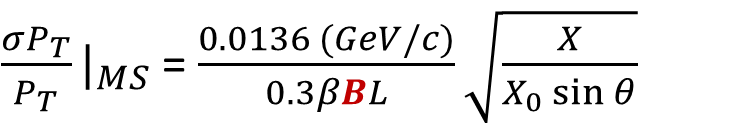 σP_T / P_T |_MS = 0.0136 (GeV/c) / 0.3βBL √(X / X_0 sin θ)